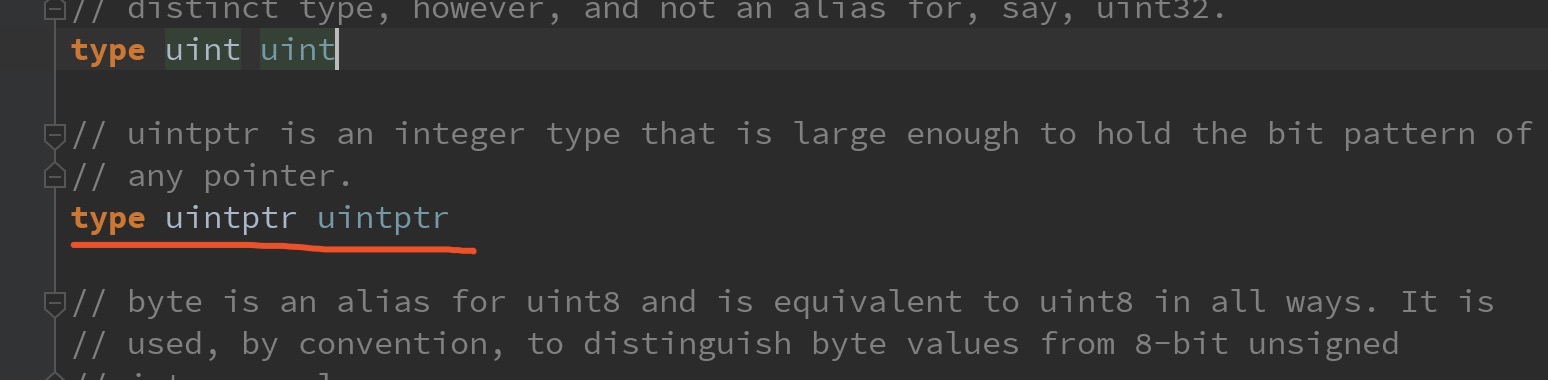 // distinct type, however, and not an alias for, say, uint32.
type uint uint
// uintptr is an integer type that is large enough to hold the bit pattern of
// any pointer.
type uintptr uintptr
// byte is an alias for uint8 and is equivalent to uint8 in all ways. It is
// used, by convention, to distinguish byte values from 8-bit unsigned